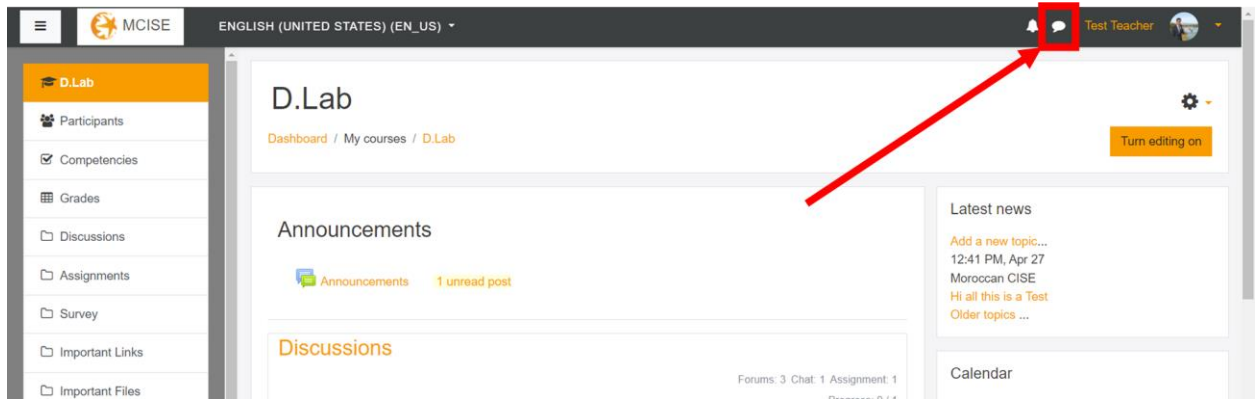 MCISE
ENGLISH (UNITED STATES) (EN_US)
Test Teacher
D.Lab
Participants
Competencies
Grades
Discussions
Assignments
Survey
Important Links
Important Files
D.Lab
Dashboard / My courses / D.Lab
Turn editing on
Announcements
Announcements 1 unread post
Discussions
Forums: 3 Chat: 1 Assignment: 1
Latest news
Add a new topic...
12:41 PM, Apr 27
Moroccan CISE
Hi all this is a Test
Older topics ...
Calendar